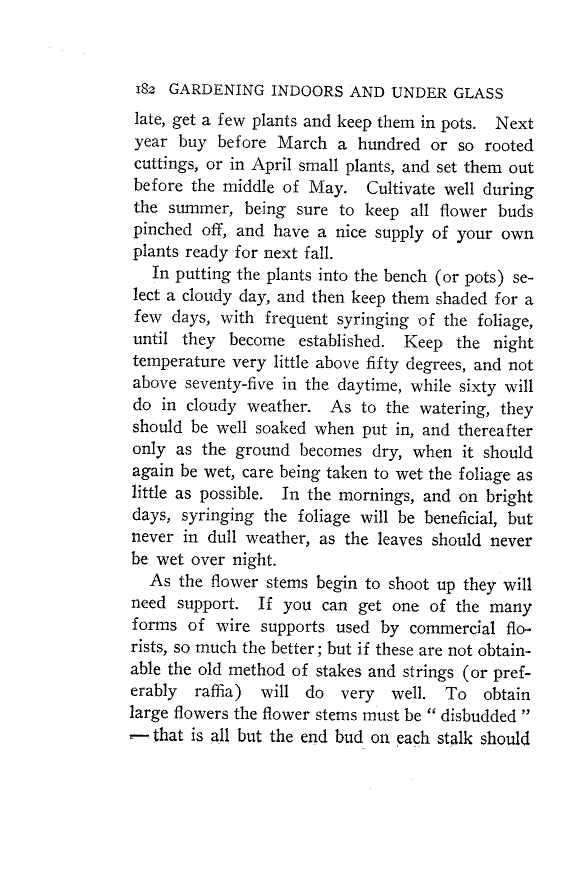 182 GARDENING INDOORS AND UNDER GLASS
late, get a few plants and keep them in pots. Next
year buy before March a hundred or so rooted
cuttings, or in April small plants, and set them out
before the middle of May. Cultivate well during
the summer, being sure to keep all flower buds
pinched off, and have a nice supply of your own
plants ready for next fall.
In putting the plants into the bench (or pots) se-
lect a cloudy day, and then keep them shaded for a
few days, with frequent syringing of the foliage,
until they become established. Keep the night
temperature very little above fifty degrees, and not
above seventy-five in the daytime, while sixty will
do in cloudy weather. As to the watering, they
should be well soaked when put in, and thereafter
only as the ground becomes dry, when it should
again be wet, care being taken to wet the foliage as
little as possible. In the mornings, and on bright
days, syringing the foliage will be beneficial, but
never in dull weather, as the leaves should never
be wet over night.
As the flower stems begin to shoot up they will
need support. If you can get one of the many
forms of wire supports used by commercial flo-
rists, so much the better; but if these are not obtain-
able the old method of stakes and strings (or pref-
erably raffia) will do very well. To obtain
large flowers the flower stems must be “ disbudded ”
— that is all but the end bud on each stalk should